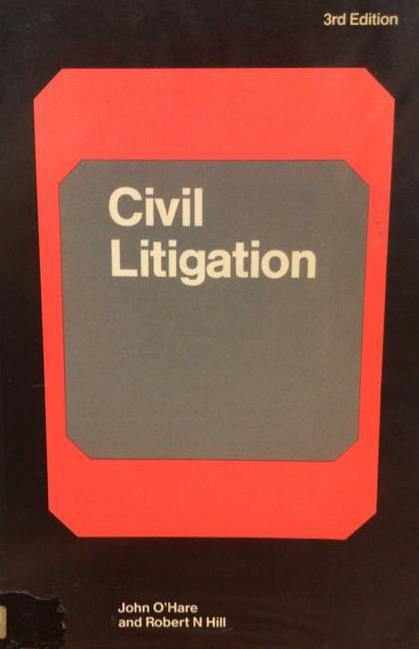 3rd Edition
Civil
Litigation
John O'Hare
and Robert N Hill